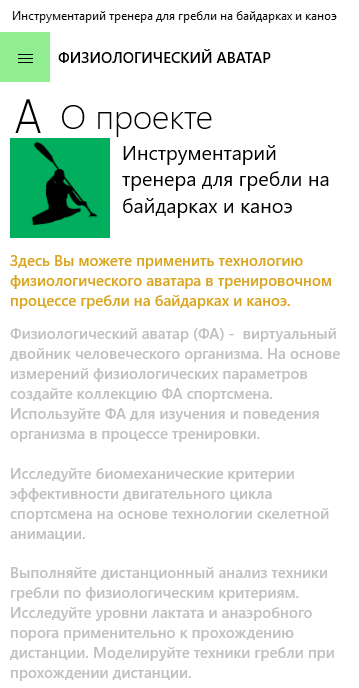 Инструментарий тренера для гребли на байдарках и каноэ
ФИЗИОЛОГИЧЕСКИЙ АВАТАР
А О проекте
Инструментарий
тренера для гребли на
байдарках и каноэ
Здесь Вы можете применить технологию
физиологического аватара в тренировочном
процессе гребли на байдарках и каноэ.
Физиологический аватар (ФА) - виртуальный
двойник человеческого организма. На основе
измерений физиологических параметров
создайте коллекцию ФА спортсмена.
Используйте ФА для изучения и поведения
организма в процессе тренировки.
Исследуйте биомеханические критерии
эффективности двигательного цикла
спортсмена на основе технологии скелетной
анимации.
Выполняйте дистанционный анализ техники
гребли по физиологическим критериям.
Исследуйте уровни лактата и анаэробного
порога применительно к прохождению
дистанции. Моделируйте техники гребли при
прохождении дистанции.